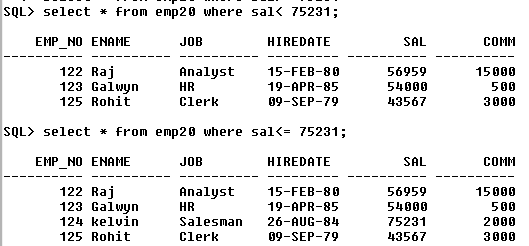 SQL> select * from emp20 where sal< 75231;
EMP_NO ENAME JOB HIREDATE SAL COMM
---------- ---------- ---------- --------------- ---------- ----------
122 Raj Analyst 15-FEB-80 56959 15000
123 Galwyn HR 19-APR-85 54000 500
125 Rohit Clerk 09-SEP-79 43567 3000
SQL> select * from emp20 where sal<= 75231;
EMP_NO ENAME JOB HIREDATE SAL COMM
---------- ---------- ---------- --------------- ---------- ----------
122 Raj Analyst 15-FEB-80 56959 15000
123 Galwyn HR 19-APR-85 54000 500
124 kelvin Salesman 26-AUG-84 75231 2000
125 Rohit Clerk 09-SEP-79 43567 3000